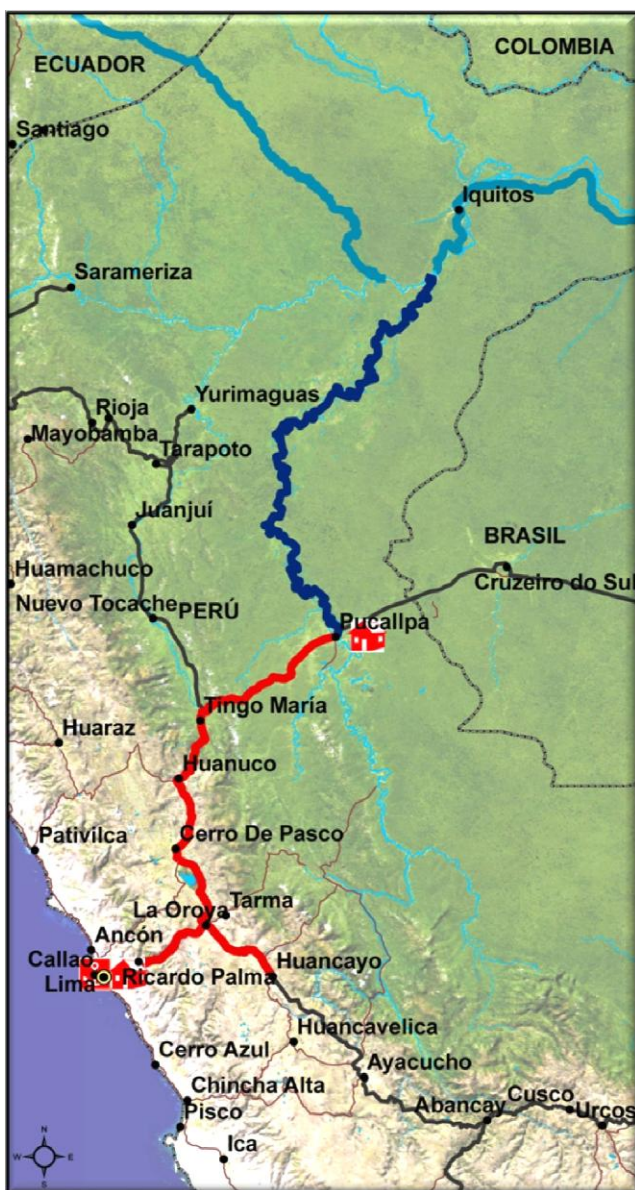 COLOMBIA
ECUADOR
Santiago
Iquitos
Sarameriza
Yurimaguas
Rioja
Mayobamba
Tarapoto
Juanjuí
BRASIL
Huamachuco
Cruzeiro do Sul
Nuevo Tocache
PERÚ
Pucallpa
Tingo María
Huaraz
Huanuco
Pativilca
Cerro De Pasco
Tarma
La Oroya
Ancón
Callao
Huancayo
Lima
Ricardo Palma
Huancavelica
Cerro Azul
Ayacucho
Chincha Alta
Cusco
Abancay
Urcos
Pisco
Ica
N
W
E
S